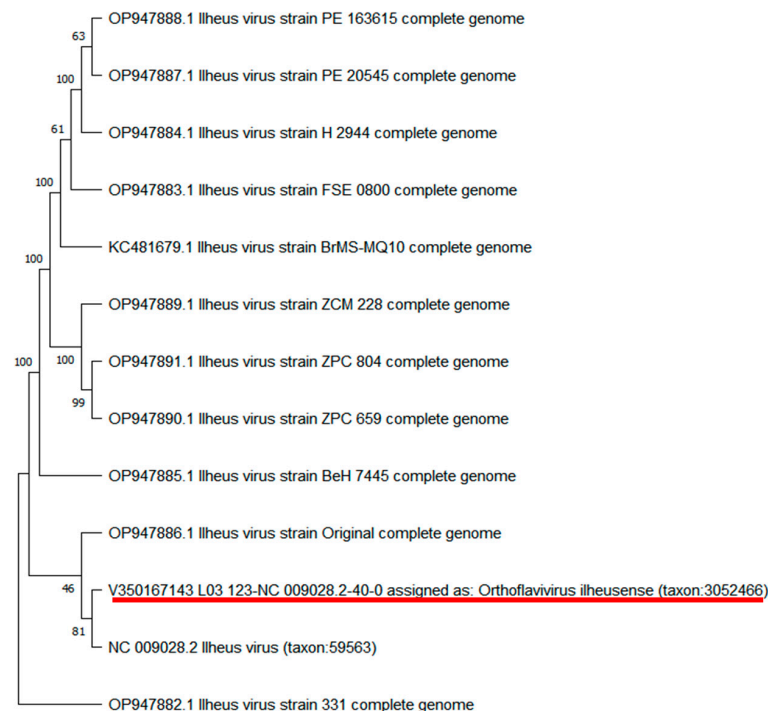 OP947888.1 Ilheus virus strain PE 163615 complete genome
63
OP947887.1 Ilheus virus strain PE 20545 complete genome
100
OP947884.1 Ilheus virus strain H 2944 complete genome
61
OP947883.1 Ilheus virus strain FSE 0800 complete genome
100
KC481679.1 Ilheus virus strain BrMS-MQ10 complete genome
100
OP947889.1 Ilheus virus strain ZCM 228 complete genome
100
100
OP947891.1 Ilheus virus strain ZPC 804 complete genome
99
OP947890.1 Ilheus virus strain ZPC 659 complete genome
OP947885.1 Ilheus virus strain BeH 7445 complete genome
OP947886.1 Ilheus virus strain Original complete genome
46
V350167143 L03 123-NC 009028.2-40-0 assigned as: Orthoflavivirus ilheusense (taxon:3052466)
81
NC 009028.2 Ilheus virus (taxon:59563)
OP947882.1 Ilheus virus strain 331 complete genome